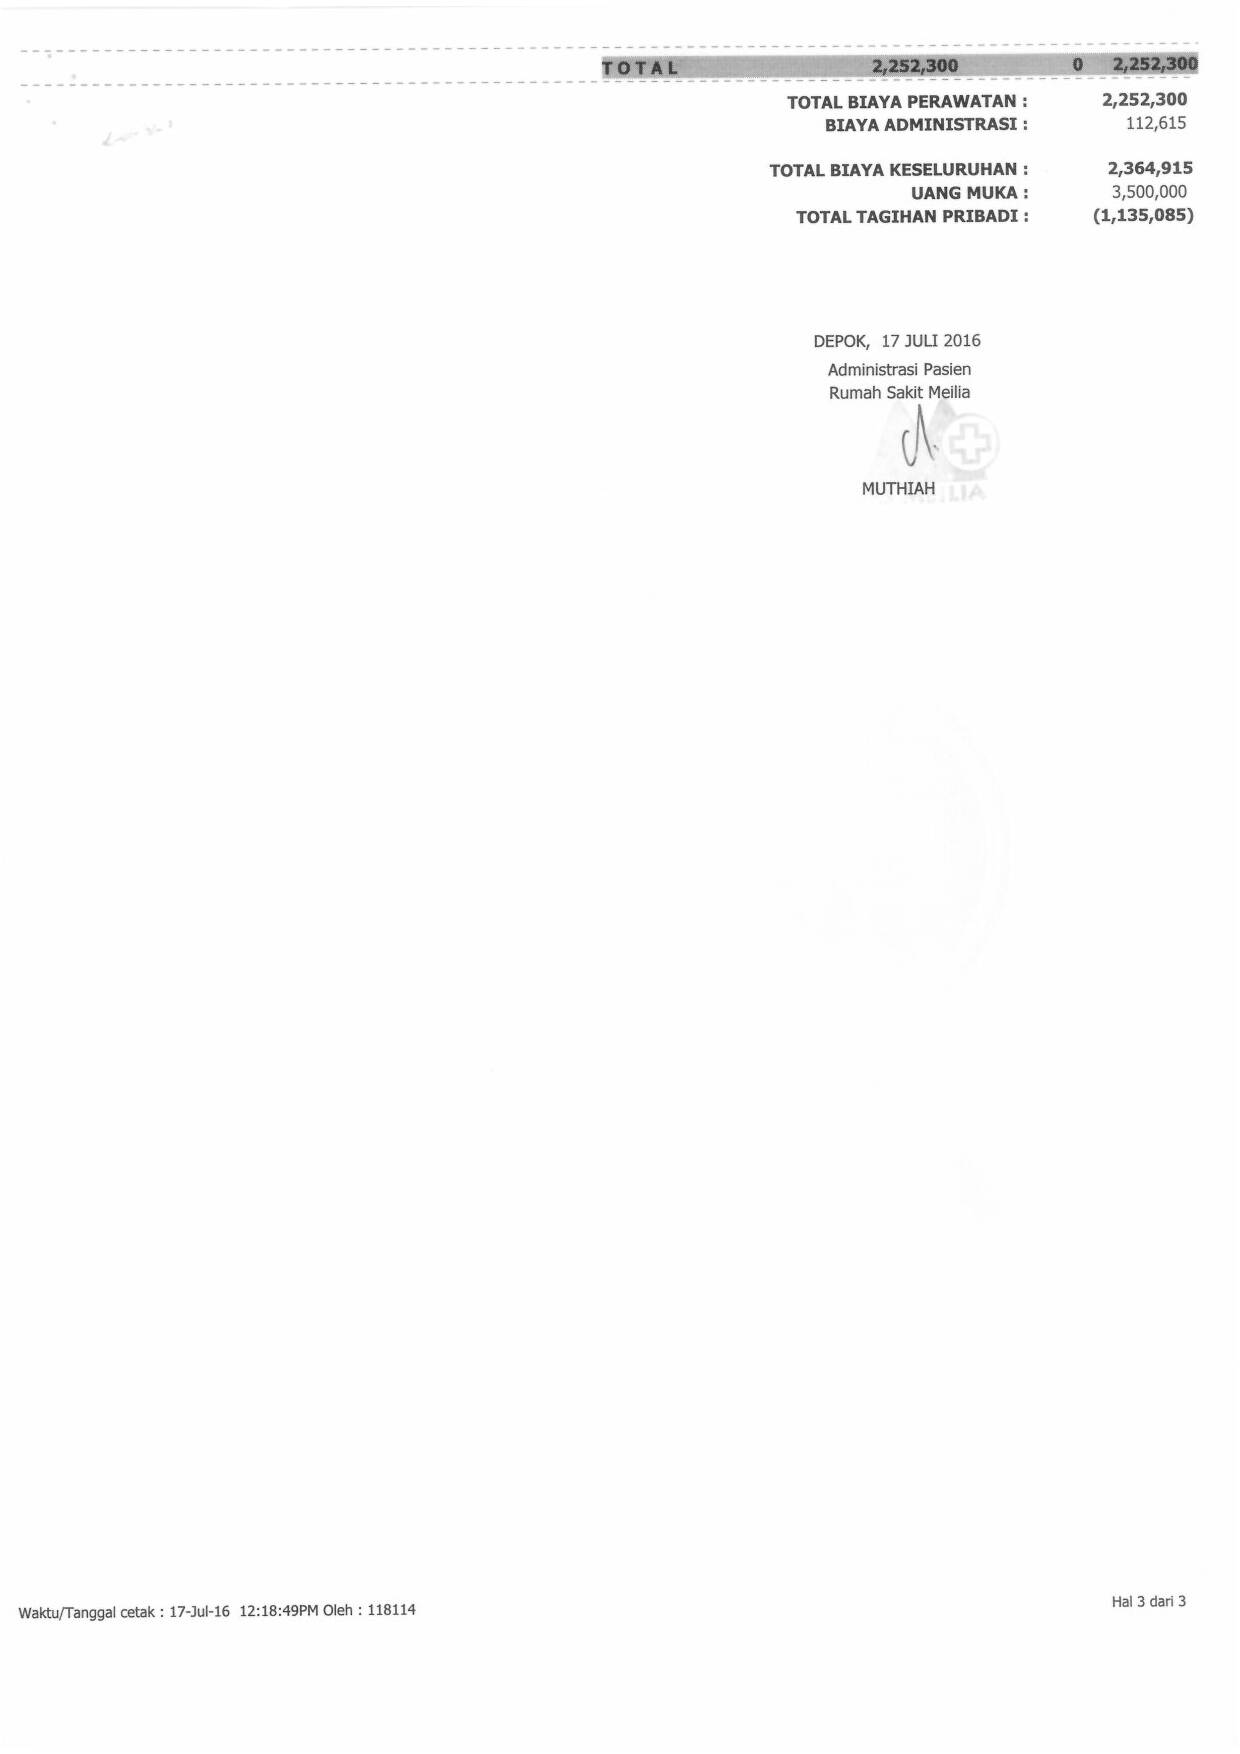 TOTAL 2,252,300 0 2,252,300
TOTAL BIAYA PERAWATAN : 2,252,300
BIAYA ADMINISTRASI : 112,615
TOTAL BIAYA KESELURUHAN : 2,364,915
UANG MUKA : 3,500,000
TOTAL TAGIHAN PRIBADI : (1,135,085)
DEPOK, 17 JULI 2016
Administrasi Pasien
Rumah Sakit Meilia
MUTHIAH
Waktu/Tanggal cetak : 17-Jul-16 12:18:49PM Oleh : 118114
Hal 3 dari 3